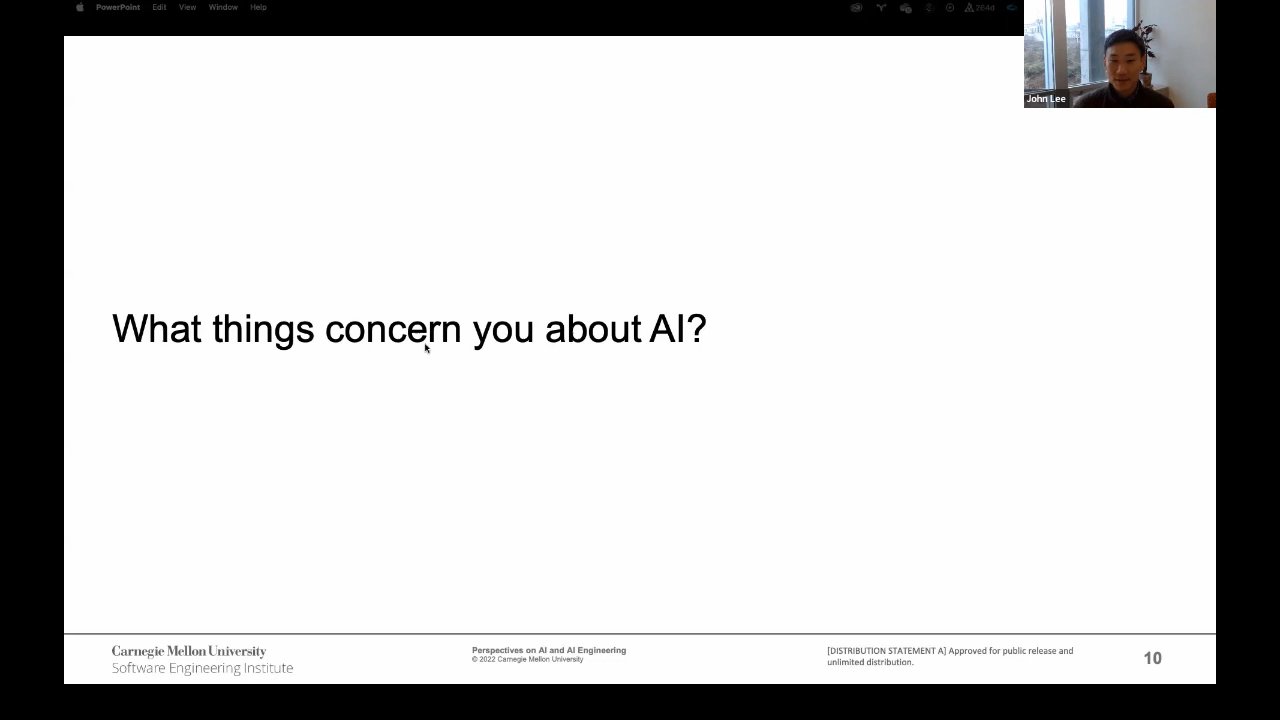 PowerPoint Edit View Window Help
264d
John Lee
What things concern you about AI?
Carnegie Mellon University
Software Engineering Institute
Perspectives on AI and AI Engineering
© 2022 Carnegie Mellon University
[DISTRIBUTION STATEMENT A] Approved for public release and
unlimited distribution.
10